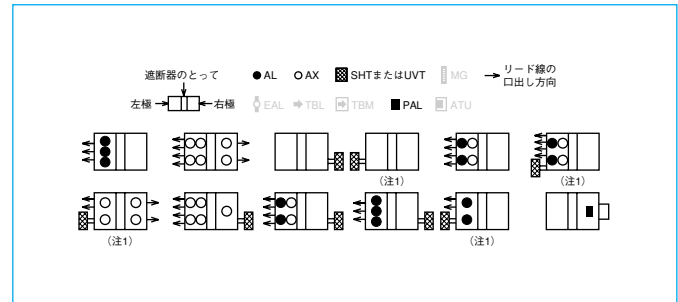 遮断器のとって
AL
AX
SHTまたはUVT
MG
リード線の
口出し方向
左極
右極
EAL
TBL
TBM
PAL
ATU
(注1)
(注1)
(注1)
(注1)